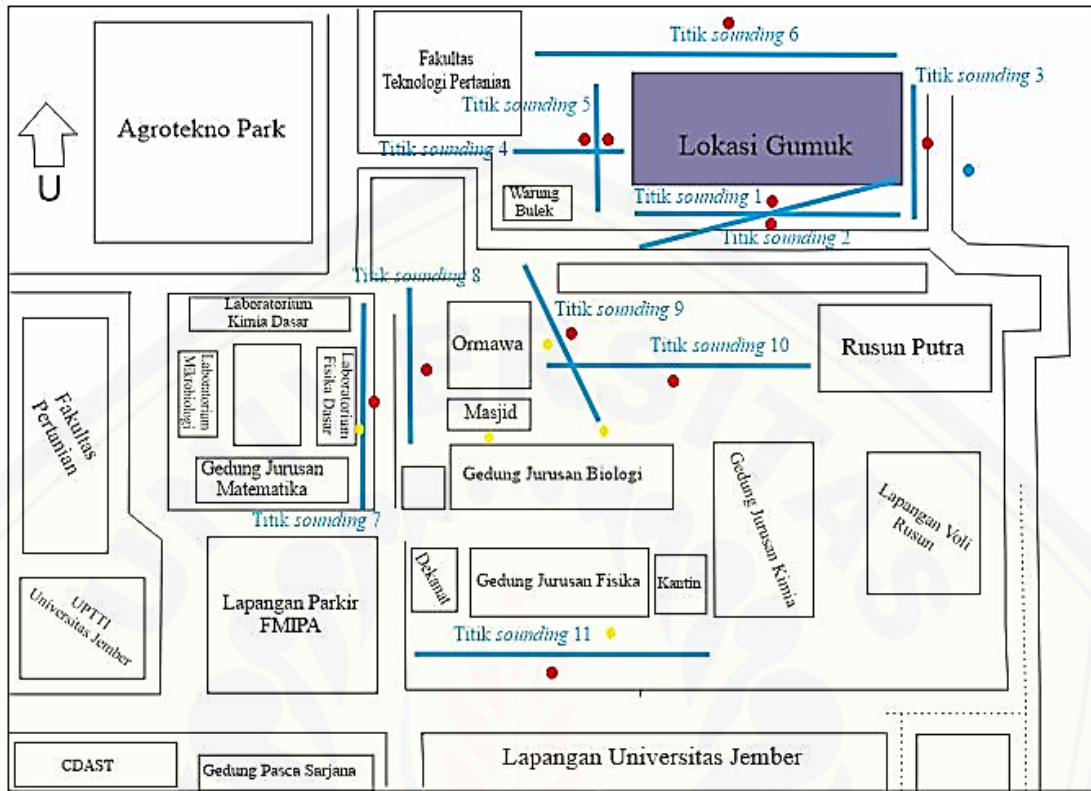 Titik sounding 6
Fakultas
Teknologi Pertanian
Titik sounding 3
Agrotekno Park
Titik sounding
5
Titik sounding 4
Lokasi Gumuk
U
Warung
Bulek
Titik sounding 1
Titik sounding 2
Titik sounding 8
Laboratorium
Kimia Dasar
Titik sounding 9
Ormawa
Titik sounding 10
Rusun Putra
Laboratorium
Mikrobiologi
Laboratorium
Fisika Dasar
Fakultas
Pertanian
Masjid
Gedung Jurusan
Matematika
Gedung Jurusan Biologi
Gedung Jurusan Kimia
Lapangan Voli
Rusun
Titik sounding 7
Dekanat
Gedung Jurusan Fisika
Kantin
UPTTI
Universitas Jember
Lapangan Parkir
FMIPA
Titik sounding 11
CDAST
Gedung Pasca Sarjana
Lapangan Universitas Jember
UNIVERSITAS